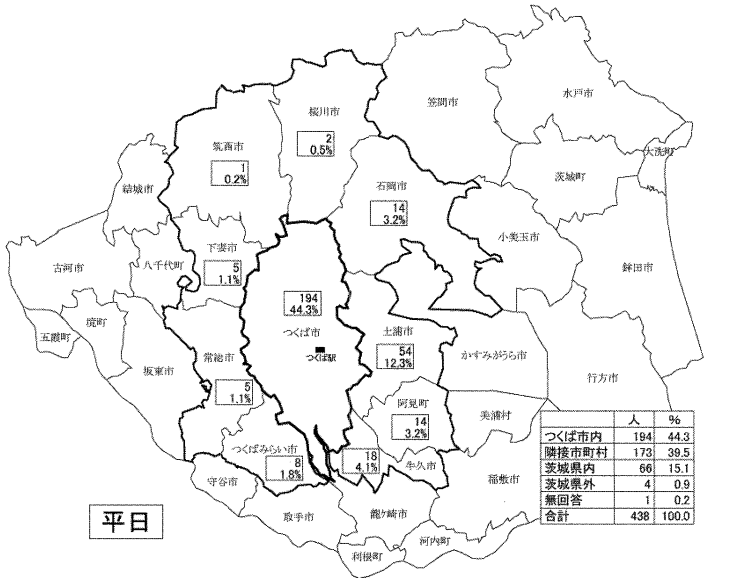 水戸市
笠間市
桜川市
2
0.5%
筑西市
1
0.2%
大洗町
茨城町
結城市
石岡市
14
3.2%
小美玉市
下妻市
5
1.1%
八千代町
古河市
鉾田市
194
44.3%
つくば市
つくば駅
境町
五霞町
土浦市
54
12.3%
かすみがうら市
常総市
5
1.1%
坂東市
行方市
阿見町
14
3.2%
美浦村
つくばみらい市
8
1.8%
18
4.1%
牛久市
守谷市
稲敷市
取手市
龍ケ崎市
河内町
利根町
平日
人 %
つくば市内 194 44.3
隣接市町村 173 39.5
茨城県内 66 15.1
茨城県外 4 0.9
無回答 1 0.2
合計 438 100.0